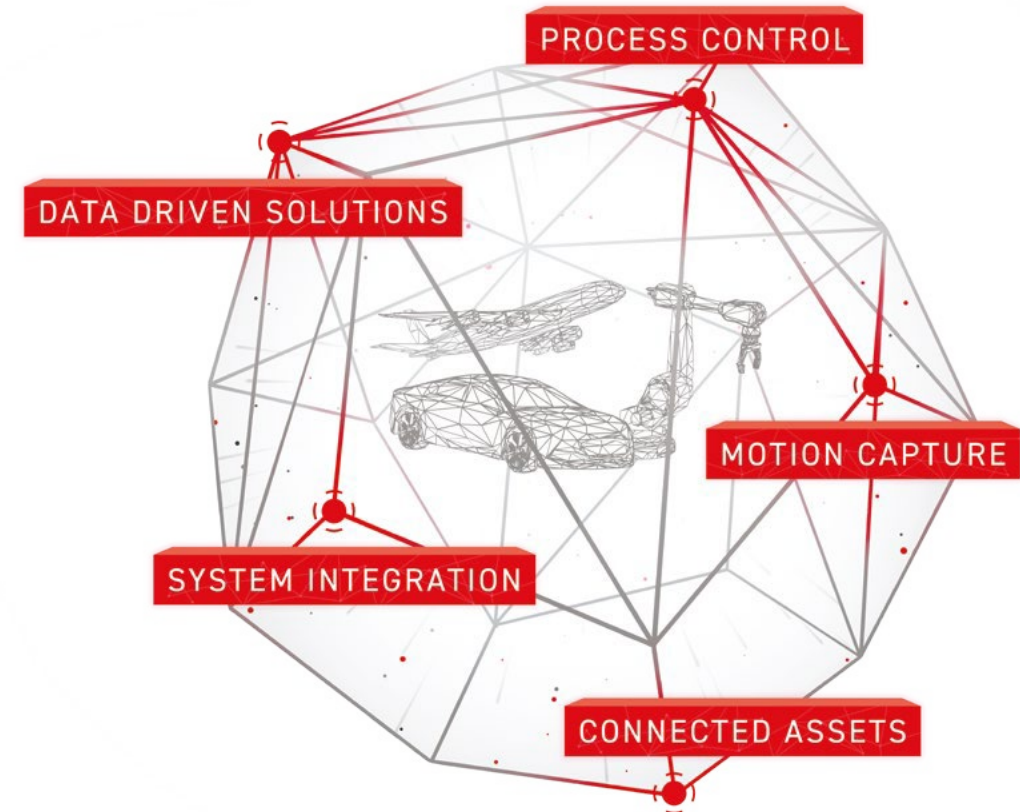 PROCESS CONTROL
DATA DRIVEN SOLUTIONS
MOTION CAPTURE
SYSTEM INTEGRATION
CONNECTED ASSETS